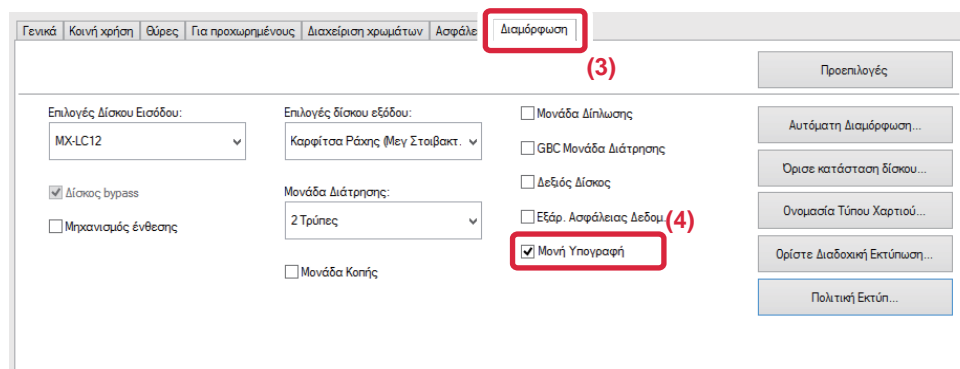 Γενικά Κοινή χρήση Θύρες Για προχωρημένους Διαχείριση χρωμάτων Ασφάλε Διαμόρφωση
(3)
Προεπιλογές
Επιλογές Δίσκου Εισόδου:
MX-LC12
Δίσκος bypass
Μηχανισμός ένθεσης
Επιλογές δίσκου εξόδου:
Καρφίτσα Ράχης (Μεγ Στοιβακτ.
Μονάδα Διάτρησης:
2 Τρύπες
Μονάδα Κοπής
Μονάδα Δίπλωσης
GBC Μονάδα Διάτρησης
Δεξιός Δίσκος
Εξάρ. Ασφάλειας Δεδομ.
(4)
Μονή Υπογραφή
Αυτόματη Διαμόρφωση...
Όρισε κατάσταση δίσκου...
Ονομασία Τύπου Χαρτιού...
Ορίστε Διαδοχική Εκτύπωση...
Πολιτική Εκτύπ...